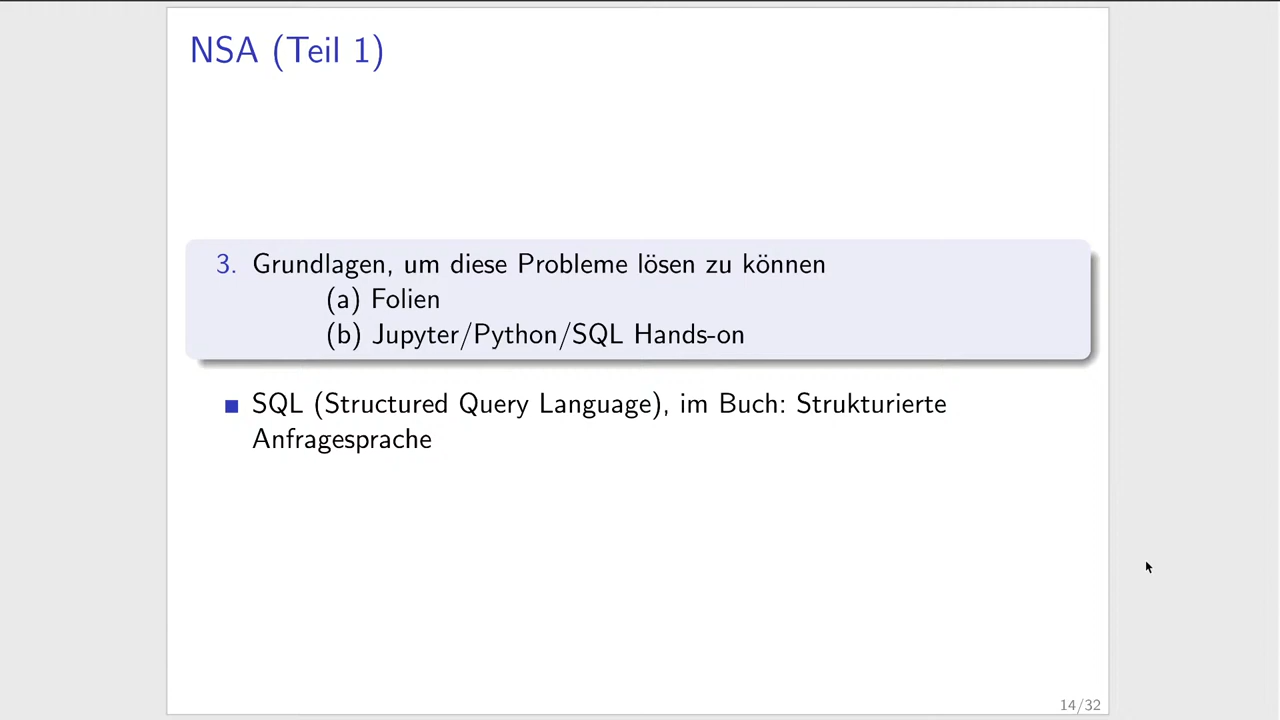 NSA (Teil 1)
3. Grundlagen, um diese Probleme lösen zu können
(a) Folien
(b) Jupyter/Python/SQL Hands-on
SQL (Structured Query Language), im Buch: Strukturierte
Anfragesprache
14/32